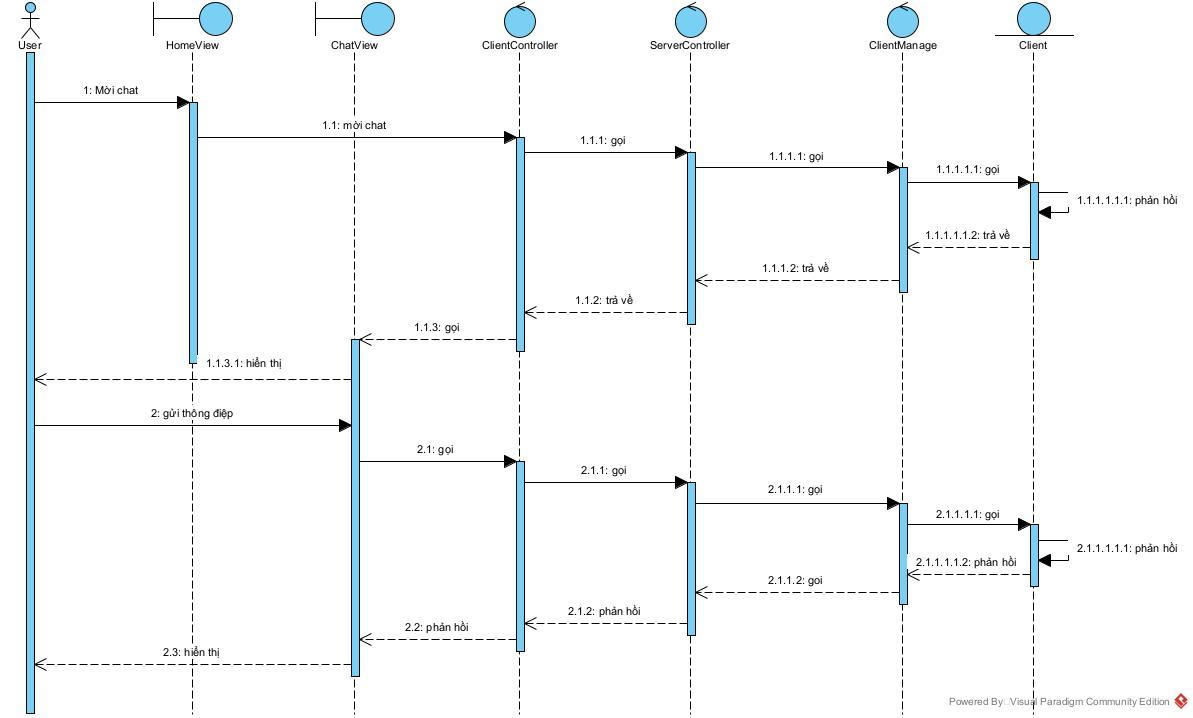 User
HomeView
ChatView
ClientController
ServerController
ClientManage
Client
1: Mời chat
1.1: mời chat
1.1.1: gọi
1.1.1.1: gọi
1.1.1.1.1: gọi
1.1.1.1.1.1: phản hồi
1.1.1.1.1.2: trả về
1.1.1.2: trả về
1.1.2: trả về
1.1.3: gọi
1.1.3.1: hiển thị
2: gửi thông điệp
2.1: gọi
2.1.1: gọi
2.1.1.1: gọi
2.1.1.1.1: gọi
2.1.1.1.1.1: phản hồi
2.1.1.1.1.2: phản hồi
2.1.1.2: goi
2.1.2: phản hồi
2.2: phản hồi
2.3: hiển thị
Powered By Visual Paradigm Community Edition